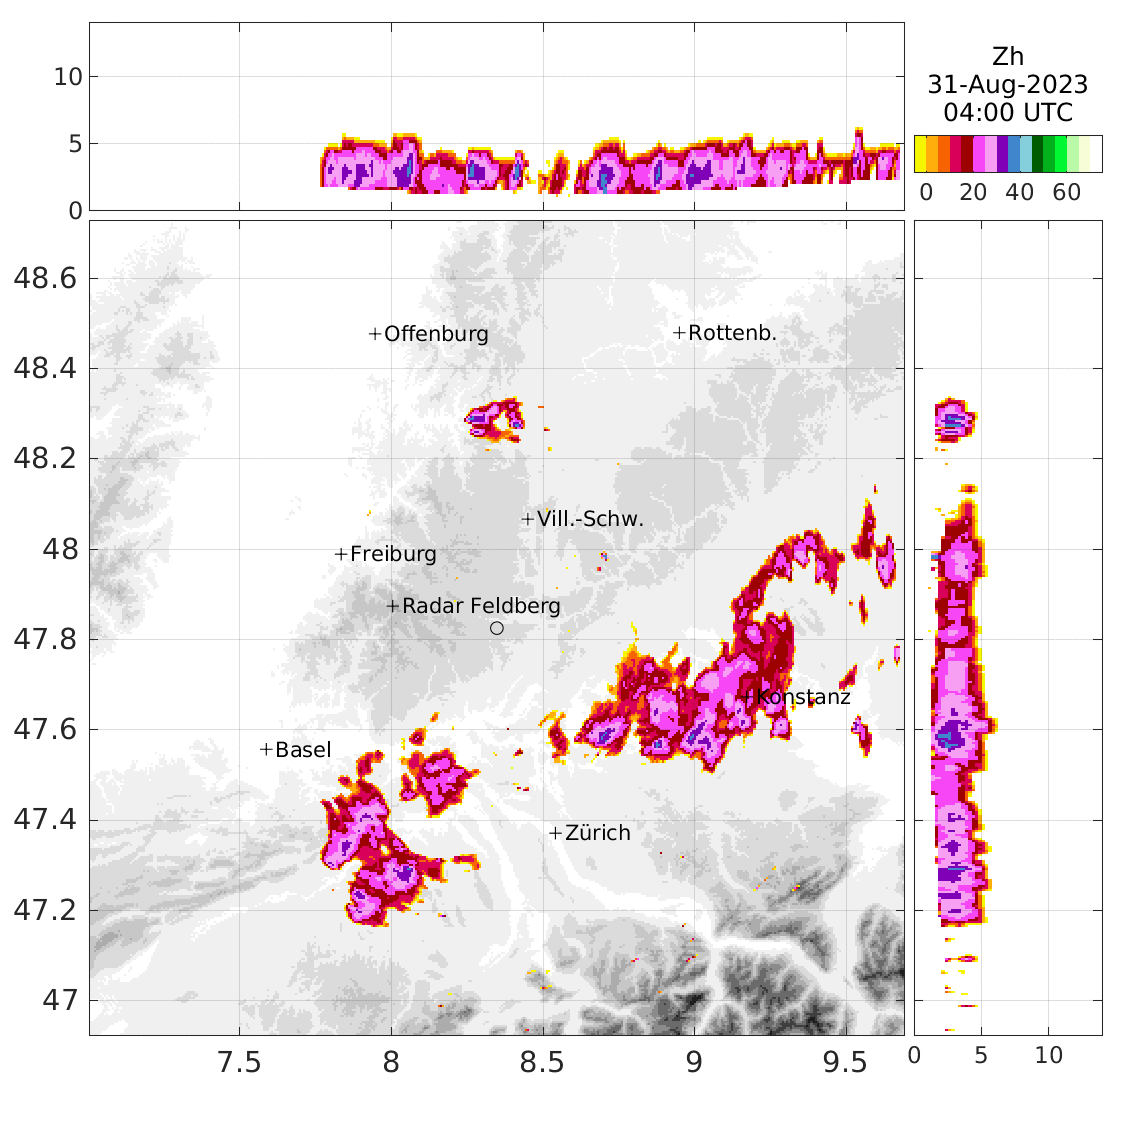 10
5
0
Zh
31-Aug-2023
04:00 UTC
0 20 40 60
48.6
48.4
48.2
48
47.8
47.6
47.4
47.2
47
+Offenburg
+Rottenb.
+Vill.-Schw.
+Freiburg
+Radar Feldberg
+Konstanz
+Basel
+Zürich
7.5 8 8.5 9 9.5
0 5 10